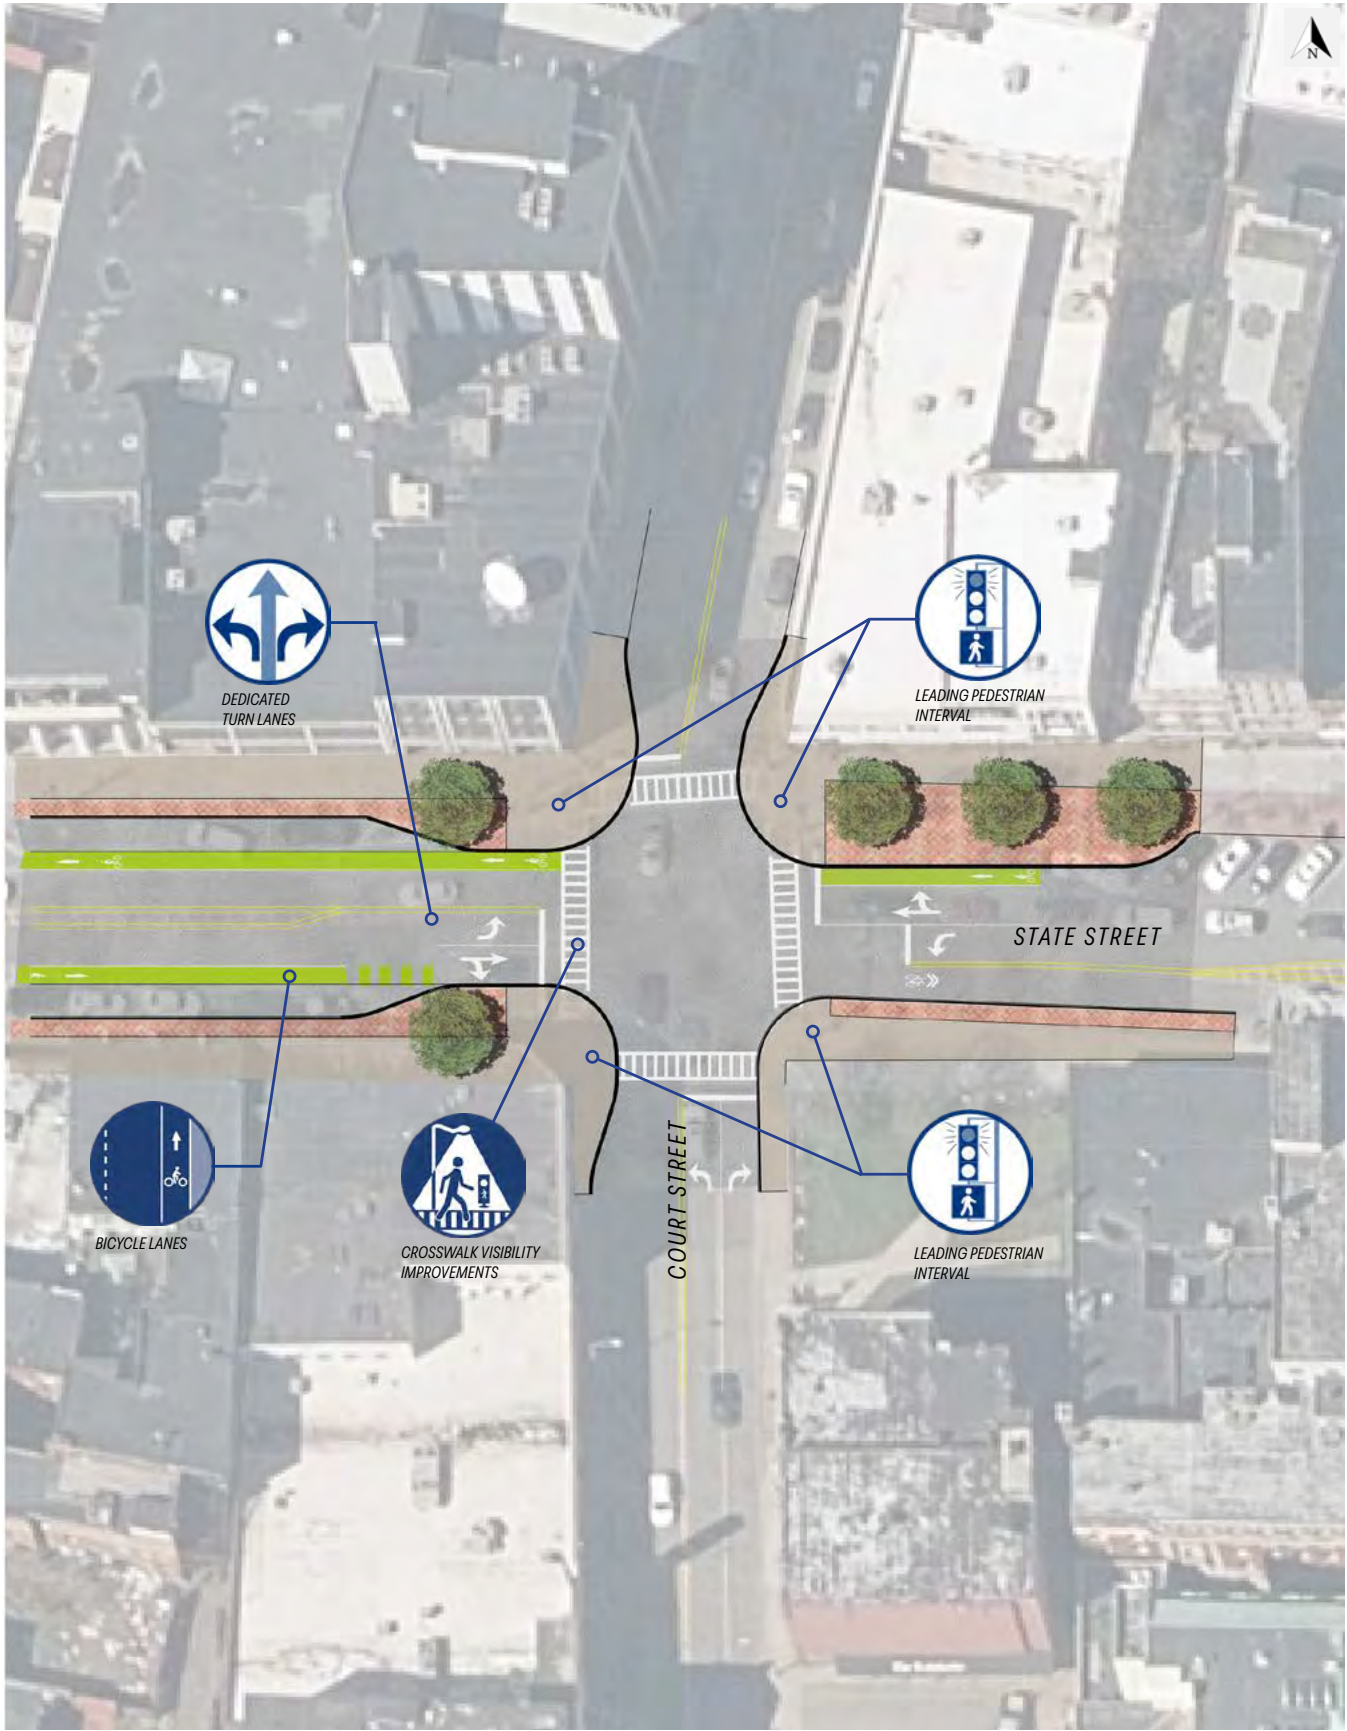 N
DEDICATED
TURN LANES
LEADING PEDESTRIAN
INTERVAL
STATE STREET
COURT STREET
BICYCLE LANES
CROSSWALK VISIBILITY
IMPROVEMENTS
LEADING PEDESTRIAN
INTERVAL